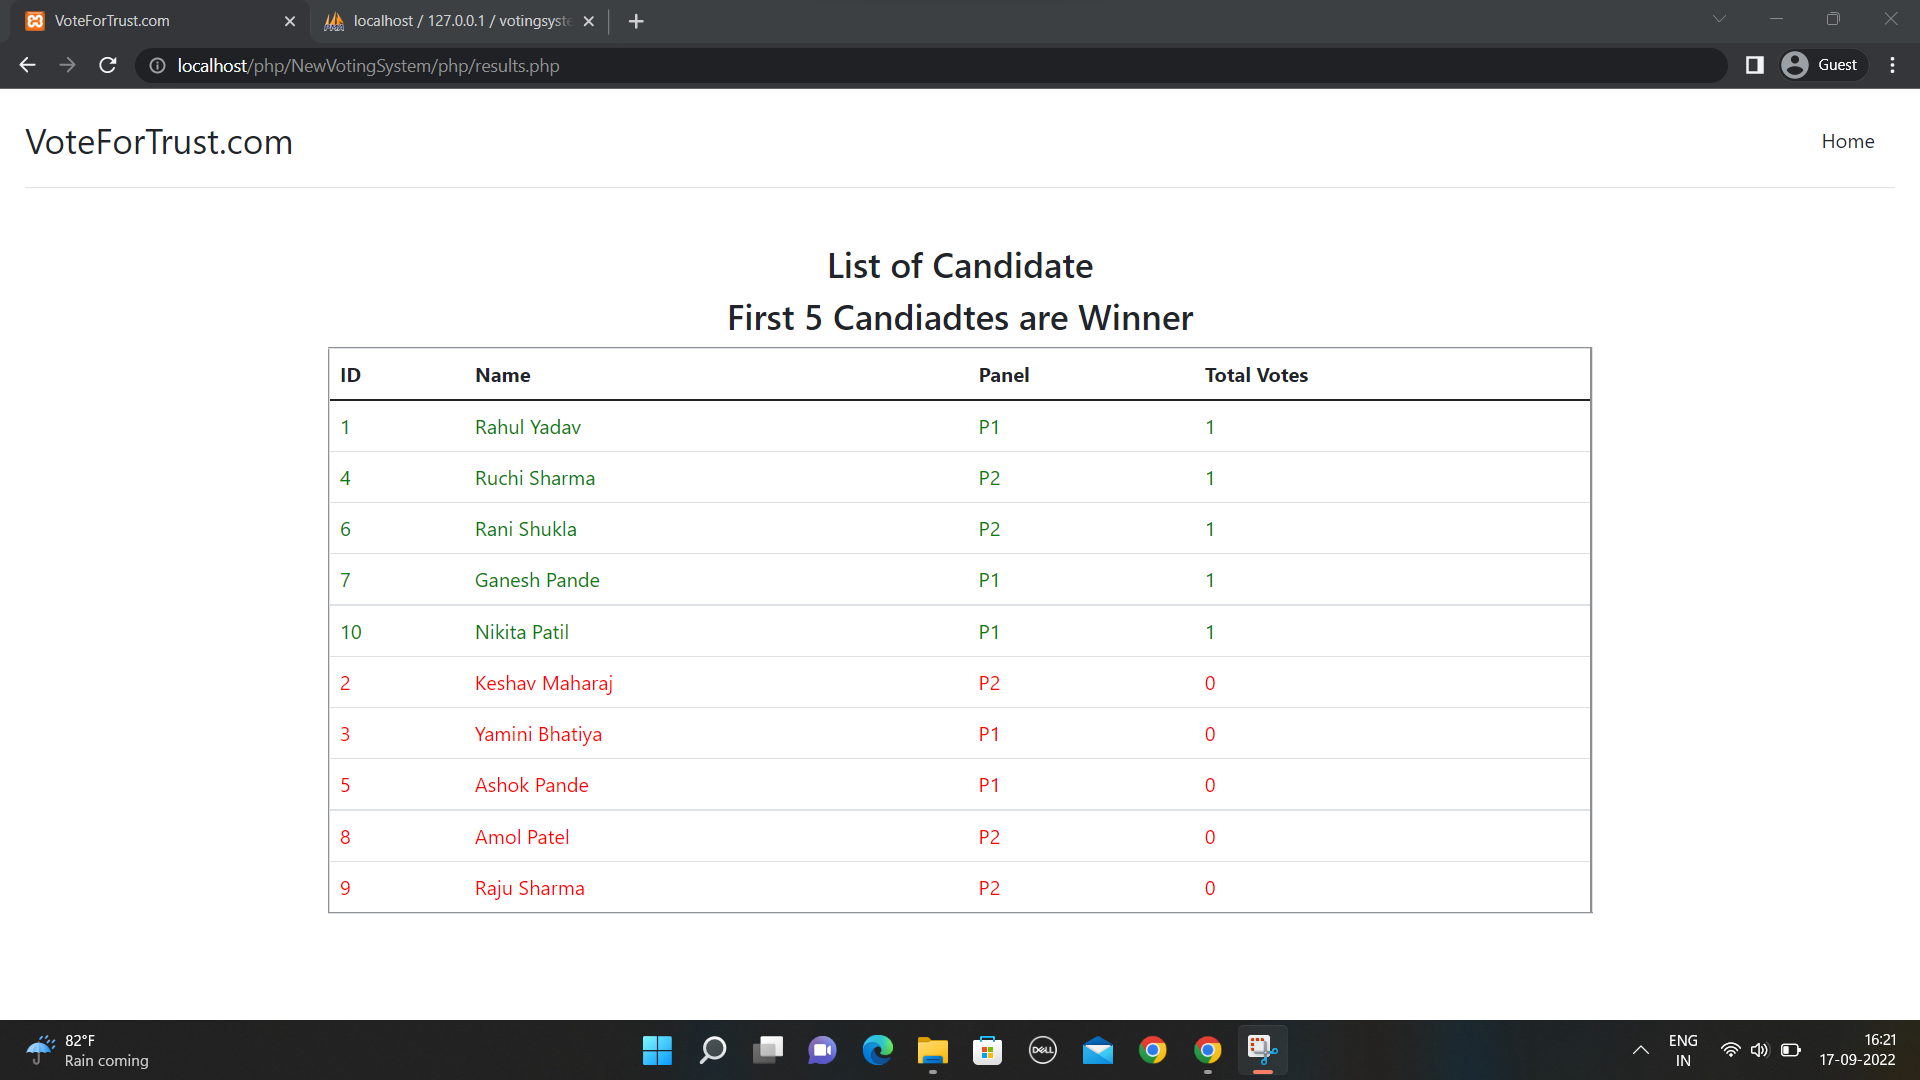 VoteForTrust.com
localhost / 127.0.0.1 / votingsyste
localhost/php/NewVotingSystem/php/results.php
Guest
VoteForTrust.com
Home
List of Candidate
First 5 Candiadtes are Winner
ID Name Panel Total Votes
1 Rahul Yadav P1 1
4 Ruchi Sharma P2 1
6 Rani Shukla P2 1
7 Ganesh Pande P1 1
10 Nikita Patil P1 1
2 Keshav Maharaj P2 0
3 Yamini Bhatiya P1 0
5 Ashok Pande P1 0
8 Amol Patel P2 0
9 Raju Sharma P2 0
82°F
Rain coming
DELL
ENG
IN
16:21
17-09-2022